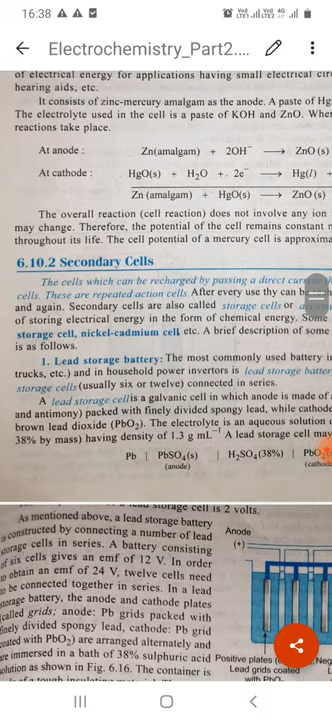 16:38
Vo) LTE1 Vo) LTE2 4G
Electrochemistry_Part2....
of electrical energy for applications having small electrical cir
hearing aids, etc.
It consists of zinc-mercury amalgam as the anode. A paste of Hg
The electrolyte used in the cell is a paste of KOH and ZnO. Whe
reactions take place.
At anode : Zn(amalgam) + 2OH⁻ ⟶ ZnO (s)
At cathode : HgO(s) + H₂O + 2e⁻ ⟶ Hg(l) +
Zn (amalgam) + HgO(s) ⟶ ZnO (s)
The overall reaction (cell reaction) does not involve any ion
may change. Therefore, the potential of the cell remains constant
throughout its life. The cell potential of a mercury cell is approxima
6.10.2 Secondary Cells
The cells which can be recharged by passing a direct current
cells. These are repeated action cells. After every use thy can b
and again. Secondary cells are also called storage cells or
of storing electrical energy in the form of chemical energy. Some
storage cell, nickel-cadmium cell etc. A brief description of some
is as follows.
1. Lead storage battery: The most commonly used battery i
trucks, etc.) and in household power invertors is lead storage batter
storage cells (usually six or twelve) connected in series.
A lead storage cell is a galvanic cell in which anode is made of
and antimony) packed with finely divided spongy lead, while cathod
brown lead dioxide (PbO₂). The electrolyte is an aqueous solution
38% by mass) having density of 1.3 g mL⁻¹ A lead storage cell may
Pb | PbSO₄(s) | H₂SO₄(38%) | PbO
(anode) (cathode
storage cell is 2 volts.
As mentioned above, a lead storage battery
is constructed by connecting a number of lead
storage cells in series. A battery consisting
of six cells gives an emf of 12 V. In order
to obtain an emf of 24 V, twelve cells need
to be connected together in series. In a lead
storage battery, the anode and cathode plates
(called grids; anode: Pb grids packed with
finely divided spongy lead, cathode: Pb grid
coated with PbO₂) are arranged alternately and
are immersed in a bath of 38% sulphuric acid
solution as shown in Fig. 6.16. The container is
Anode
(+)
Positive plates
Neg
Lead grids coated
L
with PbO₂